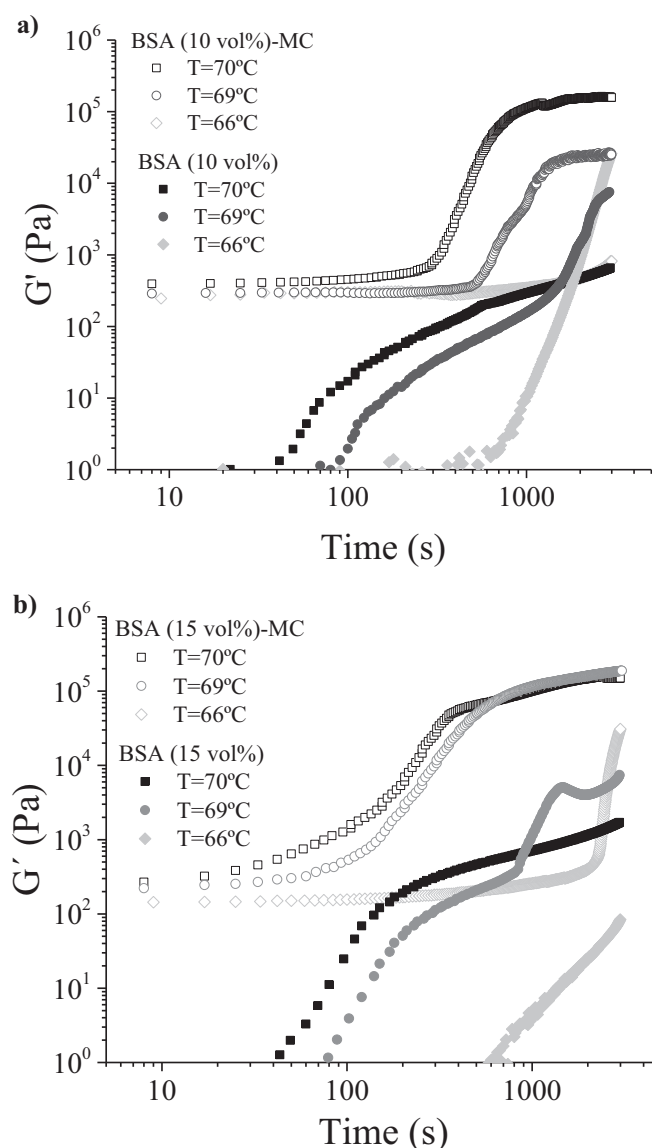 a)
10^6
10^5
10^4
10^3
10^2
10^1
10^0
G' (Pa)
BSA (10 vol%)-MC
T=70ºC
T=69ºC
T=66ºC
BSA (10 vol%)
T=70ºC
T=69ºC
T=66ºC
10 100 1000
Time (s)
b)
10^6
10^5
10^4
10^3
10^2
10^1
10^0
G´ (Pa)
BSA (15 vol%)-MC
T=70ºC
T=69ºC
T=66ºC
BSA (15 vol%)
T=70ºC
T=69ºC
T=66ºC
10 100 1000
Time (s)